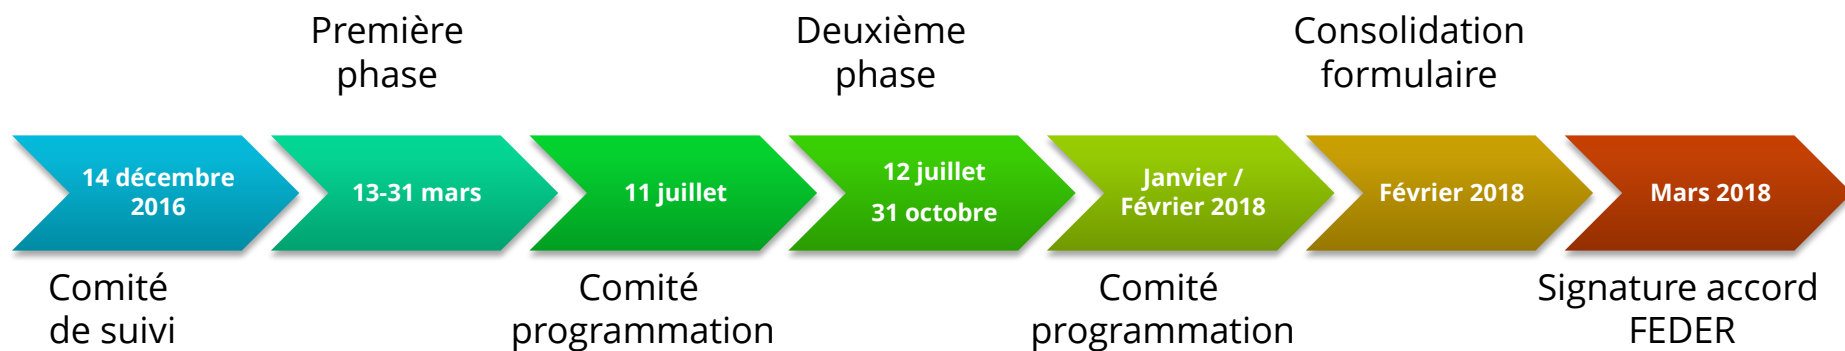 Première
phase
Deuxième
phase
Consolidation
formulaire
14 décembre
2016
13-31 mars
11 juillet
12 juillet
31 octobre
Janvier /
Février 2018
Février 2018
Mars 2018
Comité
de suivi
Comité
programmation
Comité
programmation
Signature accord
FEDER